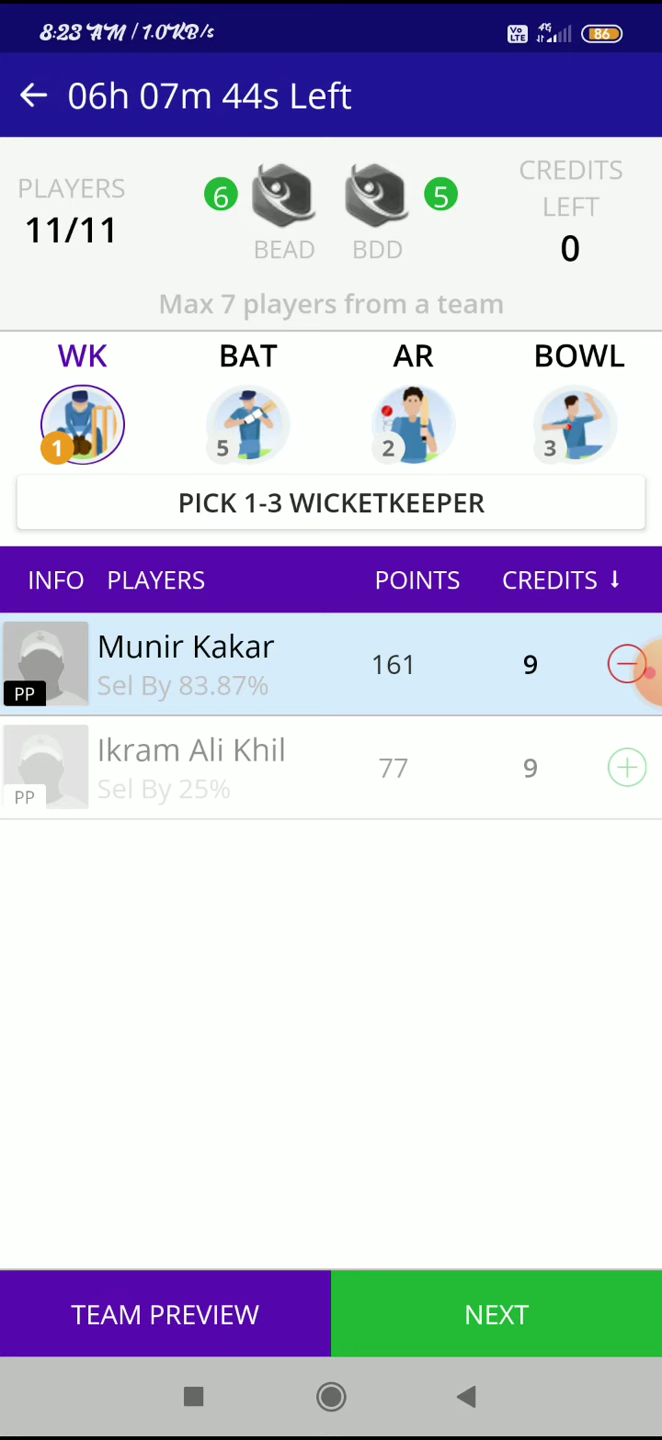 8:23 AM / 1.0KB/s
Vo LTE 4G 86
06h 07m 44s Left
PLAYERS
11/11
6 5
BEAD BDD
CREDITS
LEFT
0
Max 7 players from a team
WK BAT AR BOWL
1 5 2 3
PICK 1-3 WICKETKEEPER
INFO PLAYERS POINTS CREDITS ↓
Munir Kakar 161 9
PP Sel By 83.87%
Ikram Ali Khil 77 9
PP Sel By 25%
TEAM PREVIEW NEXT